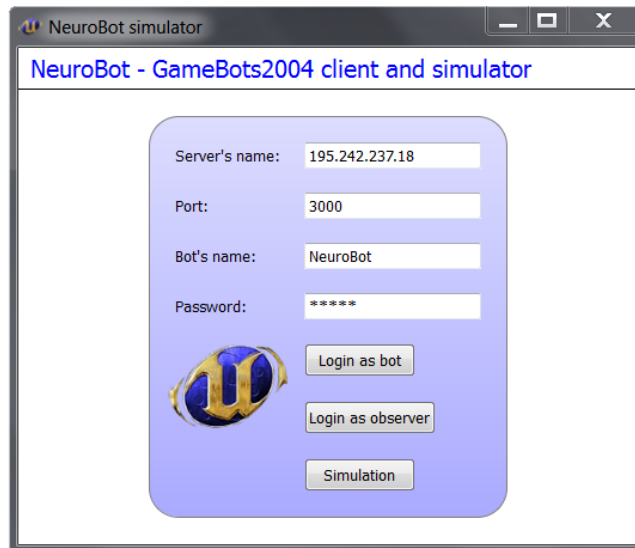 NeuroBot simulator
NeuroBot - GameBots2004 client and simulator
Server's name: 195.242.237.18
Port: 3000
Bot's name: NeuroBot
Password: *****
Login as bot
Login as observer
Simulation